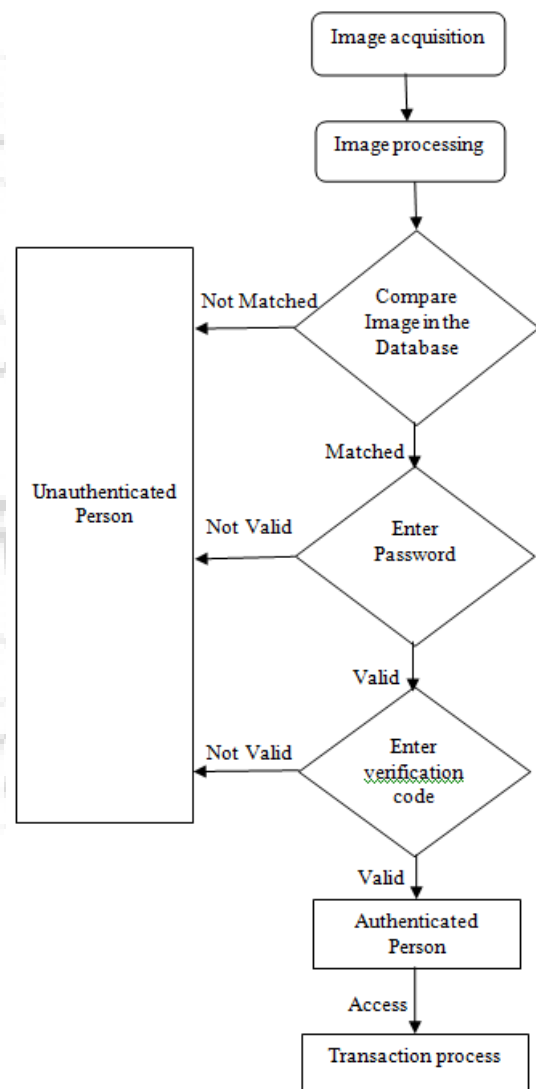 Image acquisition
Image processing
Compare
Image in the
Database
Not Matched
Matched
Unauthenticated
Person
Enter
Password
Not Valid
Valid
Enter
verification
code
Not Valid
Valid
Authenticated
Person
Access
Transaction process